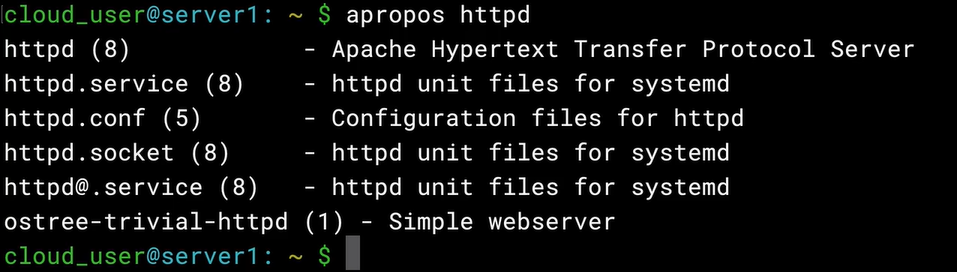 cloud_user@server1: ~ $ apropos httpd
httpd (8)            - Apache Hypertext Transfer Protocol Server
httpd.service (8)    - httpd unit files for systemd
httpd.conf (5)       - Configuration files for httpd
httpd.socket (8)     - httpd unit files for systemd
httpd@.service (8)   - httpd unit files for systemd
ostree-trivial-httpd (1) - Simple webserver
cloud_user@server1: ~ $